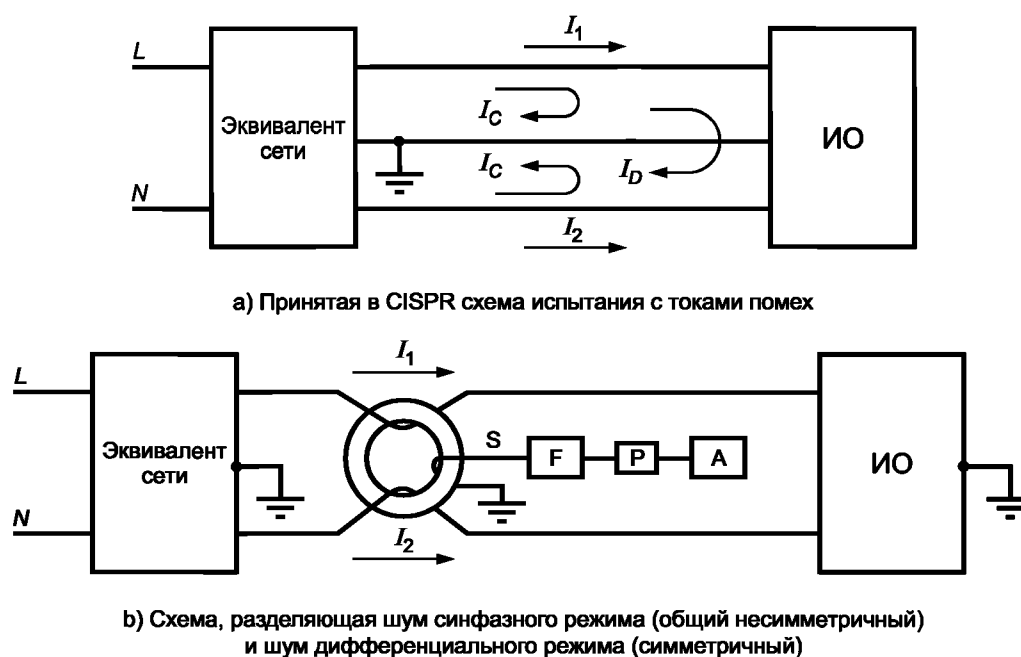 I1
L
Эквивалент
сети
IC
IC
ID
ИО
N
I2
a) Принятая в CISPR схема испытания с токами помех
I1
L
Эквивалент
сети
S
F
P
A
ИО
N
I2
b) Схема, разделяющая шум синфазного режима (общий несимметричный)
и шум дифференциального режима (симметричный)